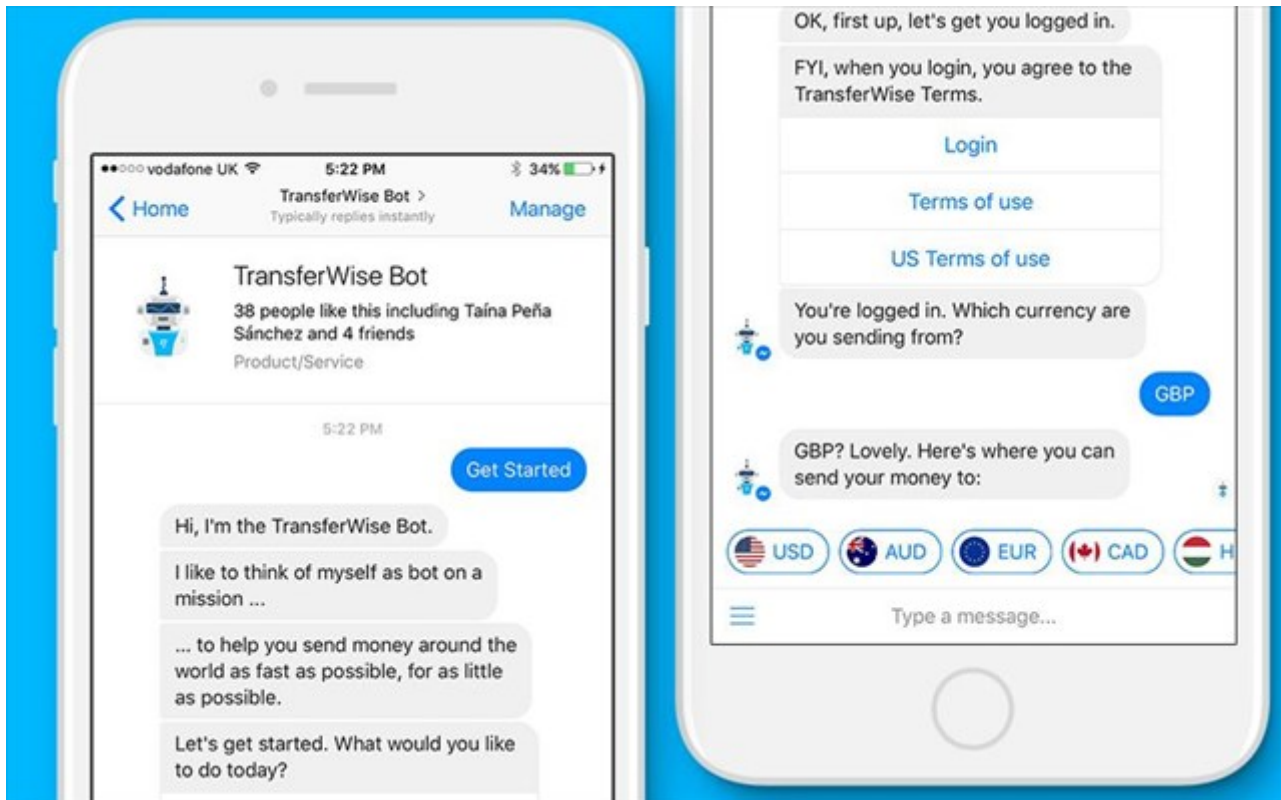 vodafone UK
5:22 PM
34%
Home
TransferWise Bot >
Typically replies instantly
Manage
TransferWise Bot
38 people like this including Taína Peña
Sánchez and 4 friends
Product/Service
5:22 PM
Get Started
Hi, I'm the TransferWise Bot.
I like to think of myself as bot on a
mission ...
... to help you send money around the
world as fast as possible, for as little
as possible.
Let's get started. What would you like
to do today?
OK, first up, let's get you logged in.
FYI, when you login, you agree to the
TransferWise Terms.
Login
Terms of use
US Terms of use
You're logged in. Which currency are
you sending from?
GBP
GBP? Lovely. Here's where you can
send your money to:
USD
AUD
EUR
CAD
H
Type a message...